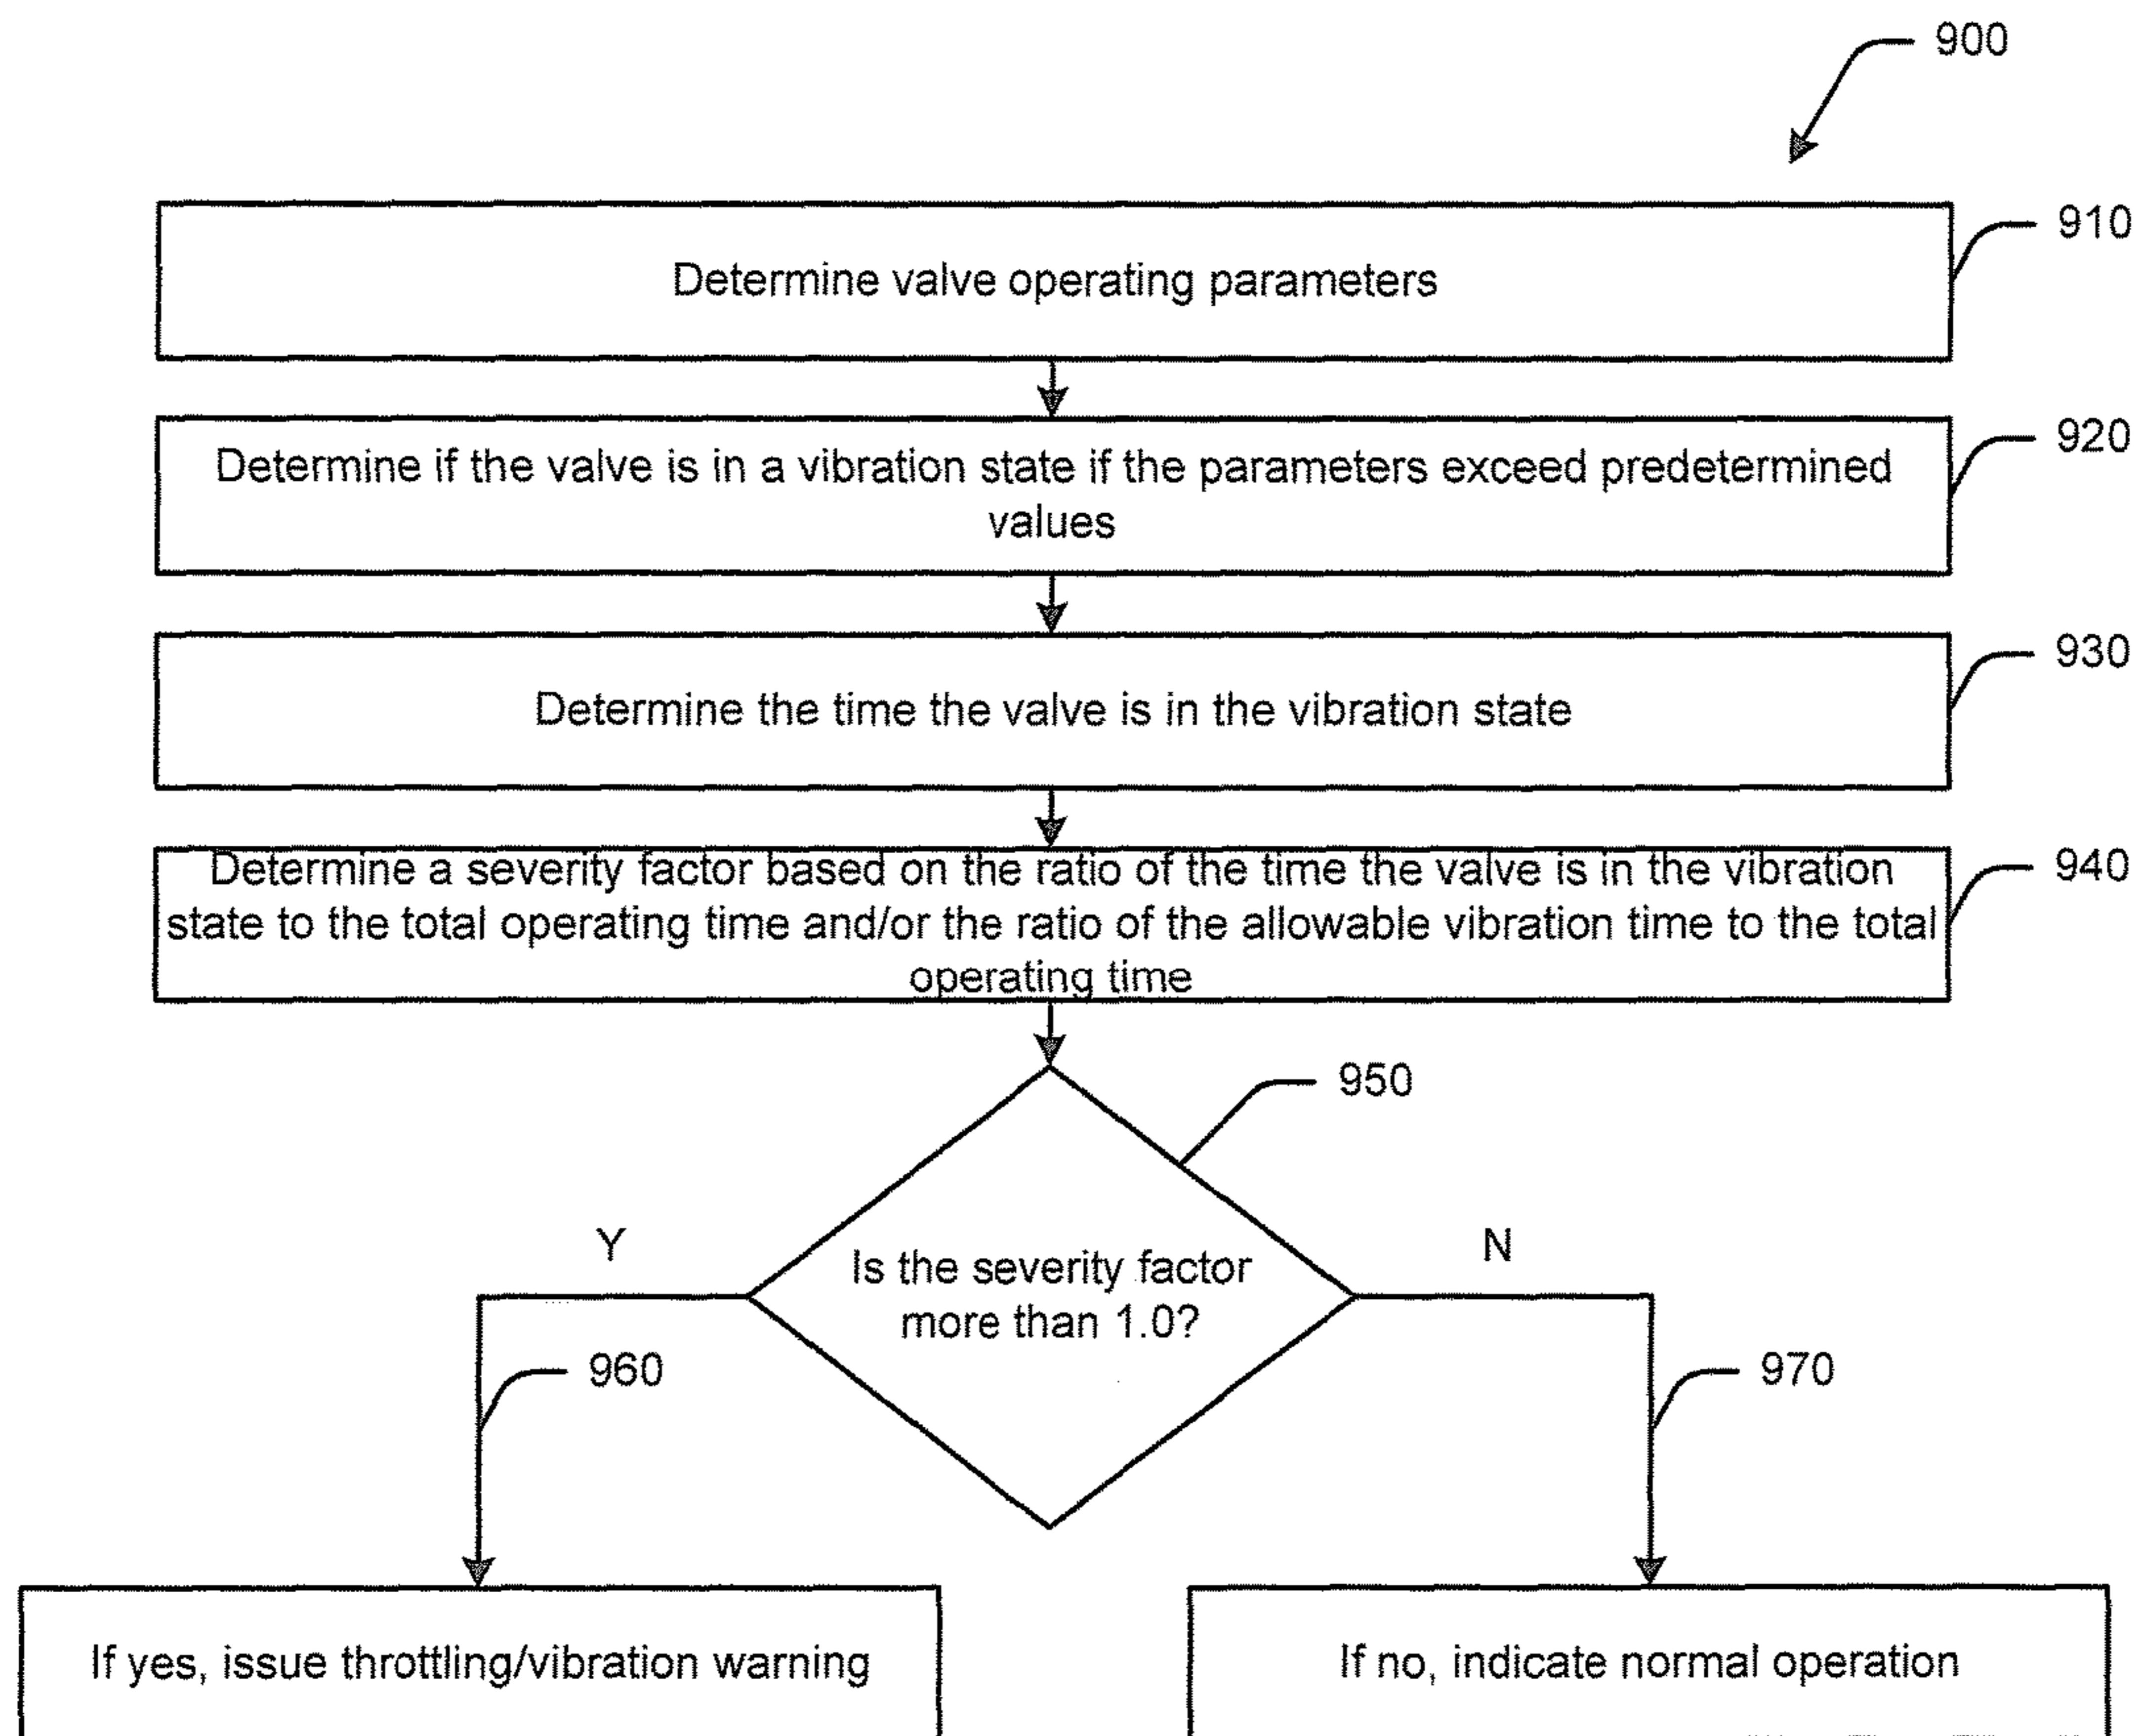 900
910
Determine valve operating parameters
920
Determine if the valve is in a vibration state if the parameters exceed predetermined
values
930
Determine the time the valve is in the vibration state
940
Determine a severity factor based on the ratio of the time the valve is in the vibration
state to the total operating time and/or the ratio of the allowable vibration time to the total
operating time
950
Y
N
Is the severity factor
more than 1.0?
960
970
If yes, issue throttling/vibration warning
If no, indicate normal operation